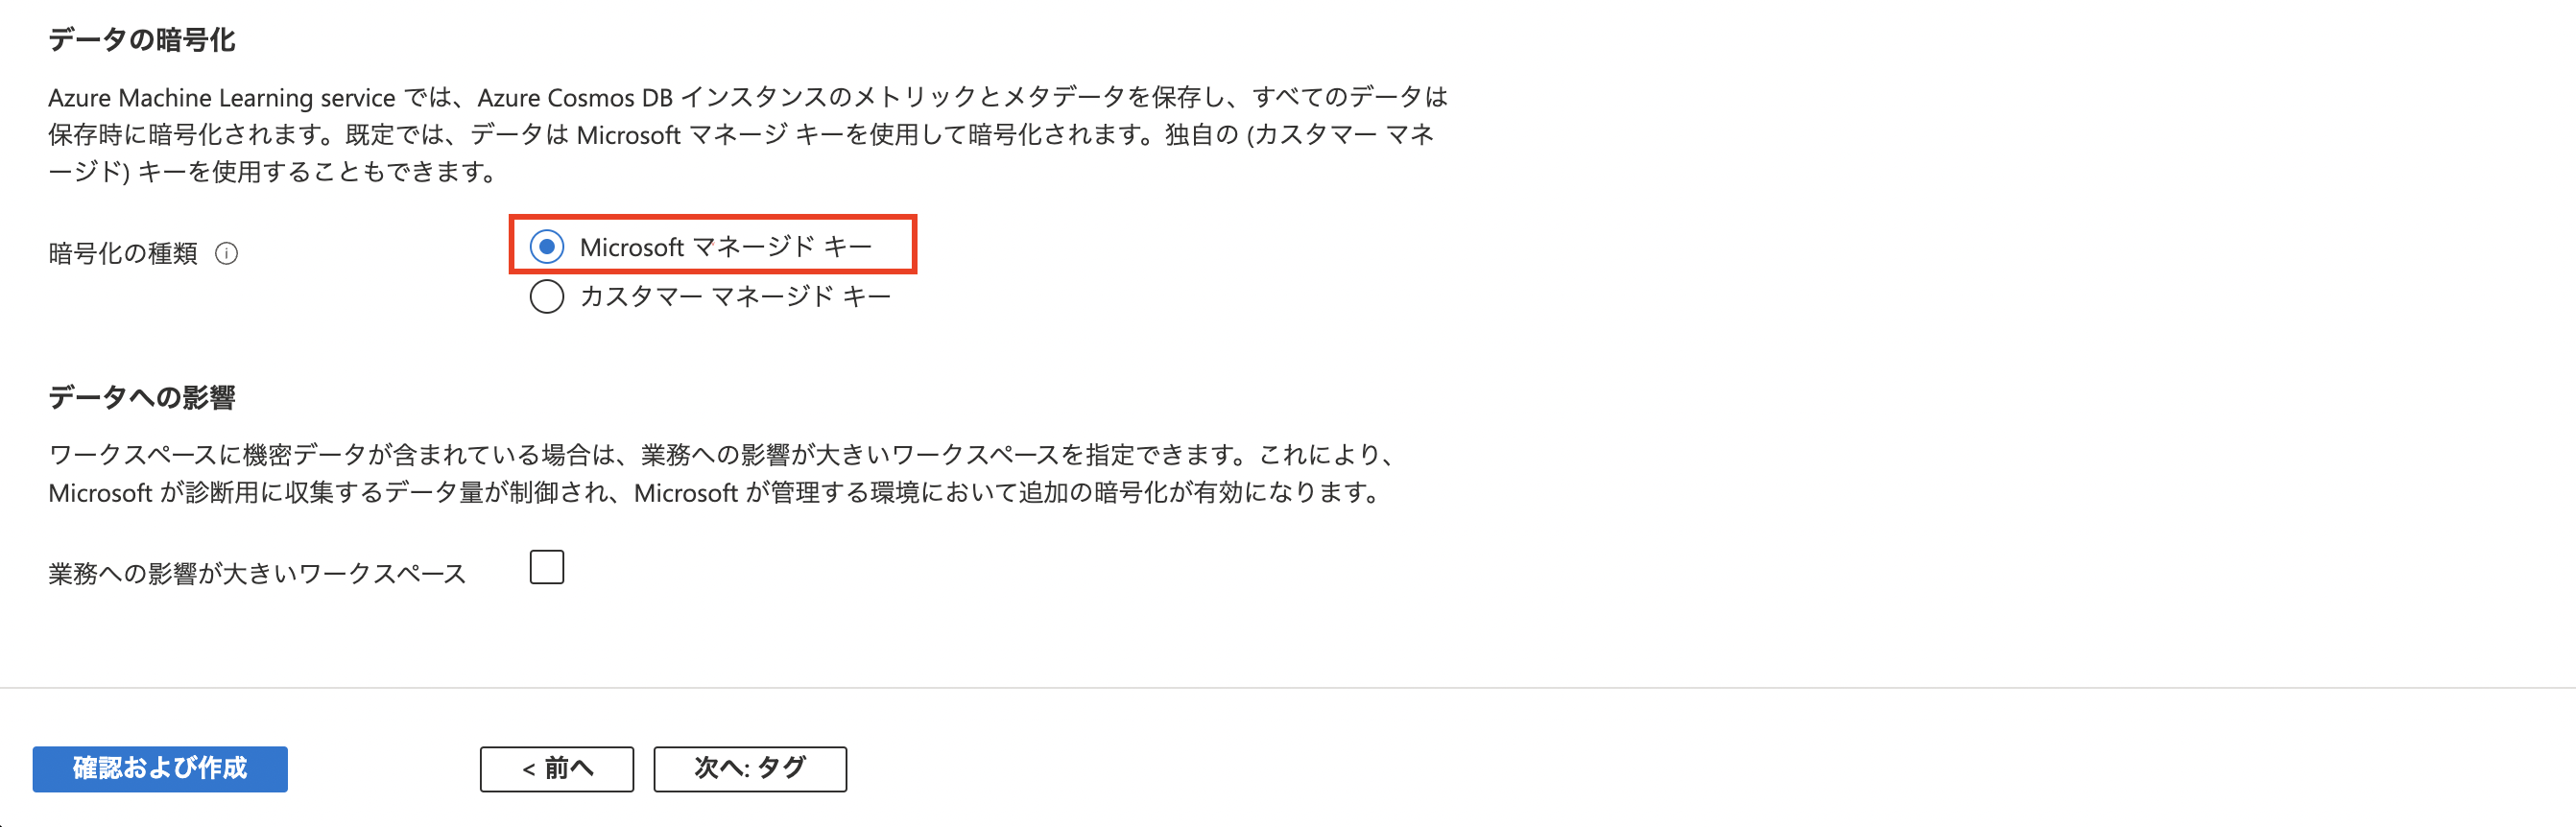 データの暗号化
Azure Machine Learning service では、Azure Cosmos DB インスタンスのメトリックとメタデータを保存し、すべてのデータは
保存時に暗号化されます。既定では、データは Microsoft マネージ キーを使用して暗号化されます。独自の (カスタマー マネ
ージド) キーを使用することもできます。
暗号化の種類
Microsoft マネージド キー
カスタマー マネージド キー
データへの影響
ワークスペースに機密データが含まれている場合は、業務への影響が大きいワークスペースを指定できます。これにより、
Microsoft が診断用に収集するデータ量が制御され、Microsoft が管理する環境において追加の暗号化が有効になります。
業務への影響が大きいワークスペース
確認および作成
< 前へ
次へ: タグ